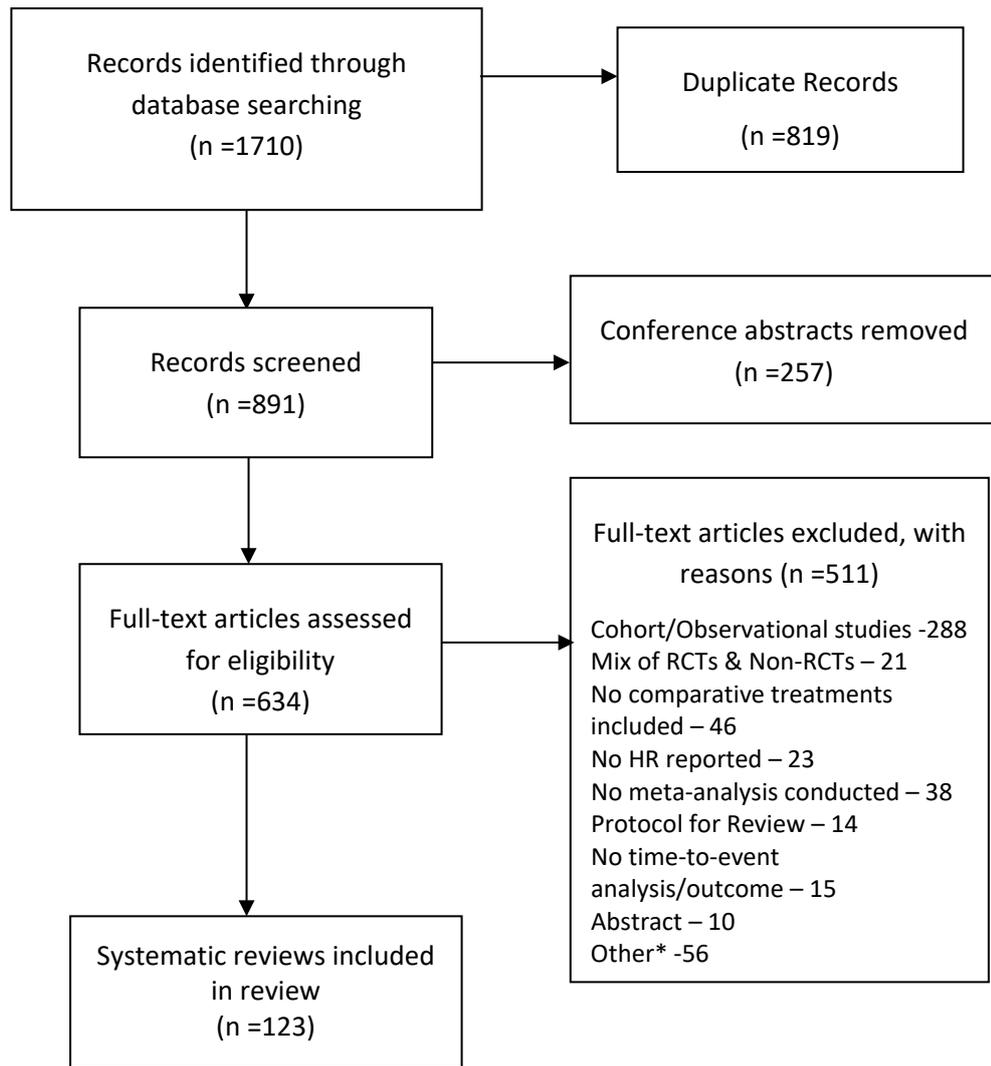 Records identified through
database searching
(n =1710)
Duplicate Records
(n =819)
Records screened
(n =891)
Conference abstracts removed
(n =257)
Full-text articles assessed
for eligibility
(n =634)
Full-text articles excluded, with
reasons (n =511)
Cohort/Observational studies -288
Mix of RCTs & Non-RCTs – 21
No comparative treatments
included – 46
No HR reported – 23
No meta-analysis conducted – 38
Protocol for Review – 14
No time-to-event
analysis/outcome – 15
Abstract – 10
Other* -56
Systematic reviews included
in review
(n =123)